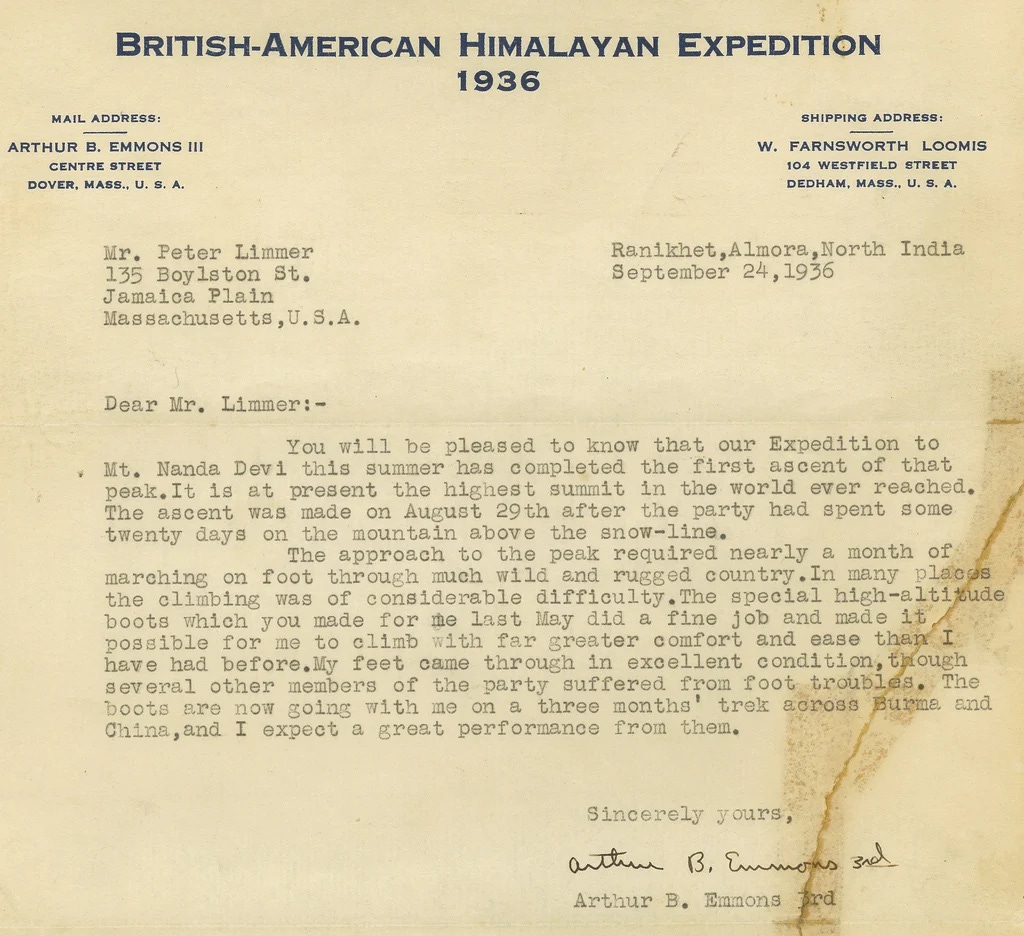 BRITISH-AMERICAN HIMALAYAN EXPEDITION
1936
MAIL ADDRESS:
ARTHUR B. EMMONS III
CENTRE STREET
DOVER, MASS., U. S. A.
SHIPPING ADDRESS:
W. FARNSWORTH LOOMIS
104 WESTFIELD STREET
DEDHAM, MASS., U. S. A.
Mr. Peter Limmer
135 Boylston St.
Jamaica Plain
Massachusetts,U.S.A.
Ranikhet,Almora,North India
September 24,1936
Dear Mr. Limmer:-
You will be pleased to know that our Expedition to
Mt. Nanda Devi this summer has completed the first ascent of that
peak.It is at present the highest summit in the world ever reached.
The ascent was made on August 29th after the party had spent some
twenty days on the mountain above the snow-line.
The approach to the peak required nearly a month of
marching on foot through much wild and rugged country.In many places
the climbing was of considerable difficulty.The special high-altitude
boots which you made for me last May did a fine job and made it
possible for me to climb with far greater comfort and ease than I
have had before.My feet came through in excellent condition,though
several other members of the party suffered from foot troubles. The
boots are now going with me on a three months' trek across Burma and
China,and I expect a great performance from them.
Sincerely yours,
Arthur B. Emmons 3rd
Arthur B. Emmons 3rd